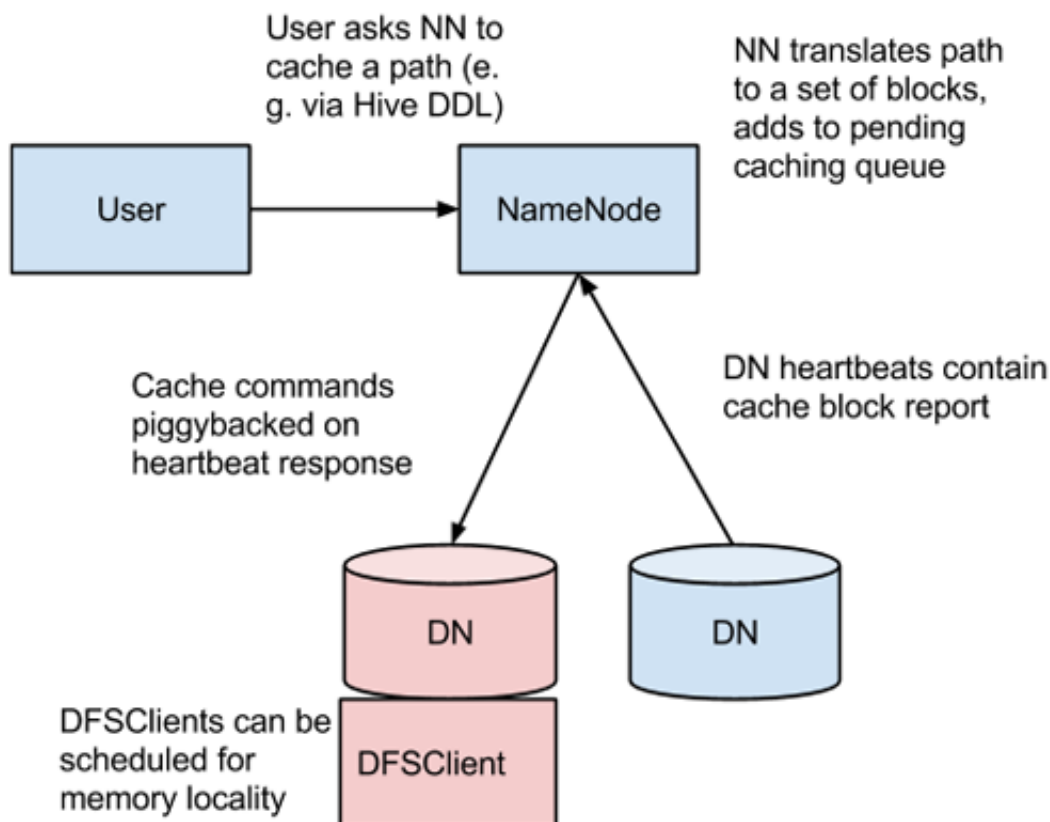 User asks NN to
cache a path (e.
g. via Hive DDL)
NN translates path
to a set of blocks,
adds to pending
caching queue
User
NameNode
Cache commands
piggybacked on
heartbeat response
DN heartbeats contain
cache block report
DN
DN
DFSClients can be
scheduled for
memory locality
DFSClient